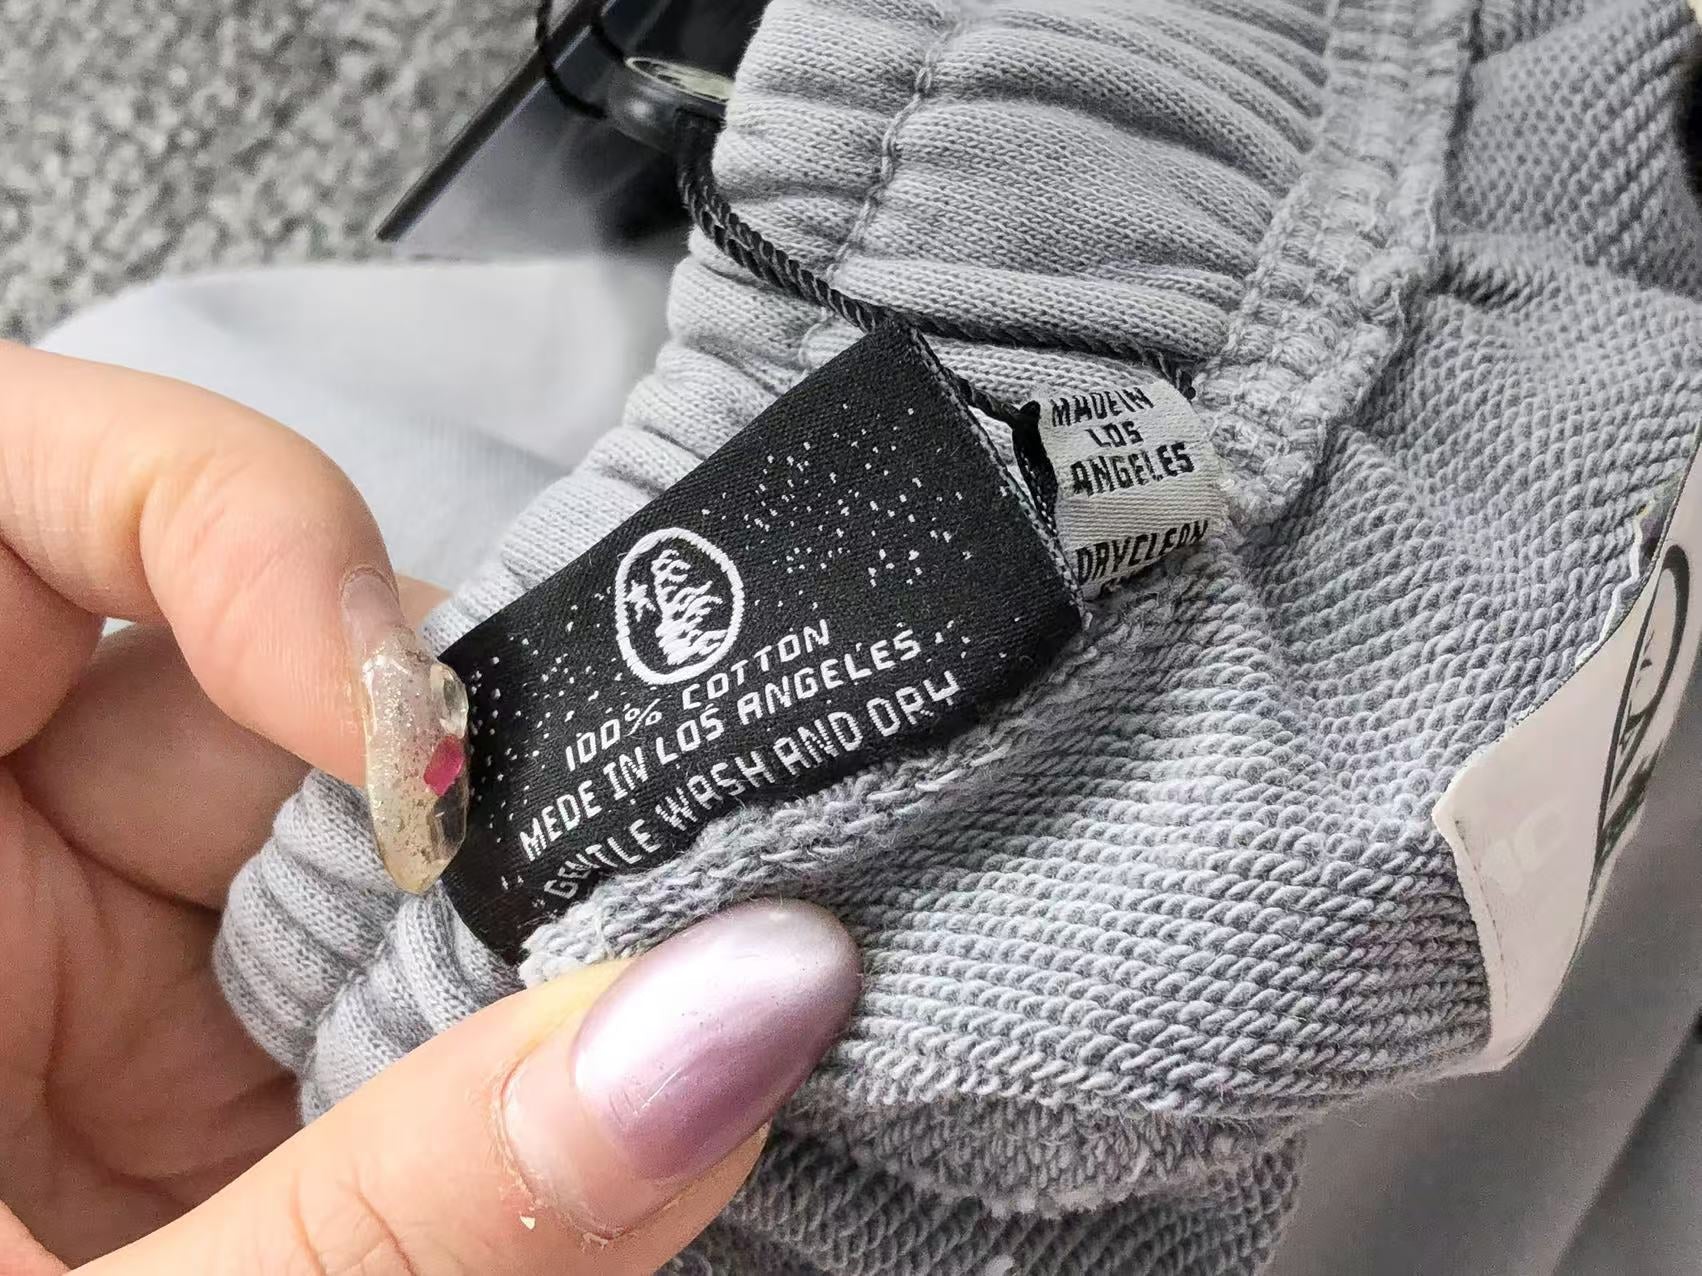 100% COTTON
MEDE IN LOS ANGELES
GENTLE WASH AND DRY
MADE IN
LOS
ANGELES
DRYCLEAN